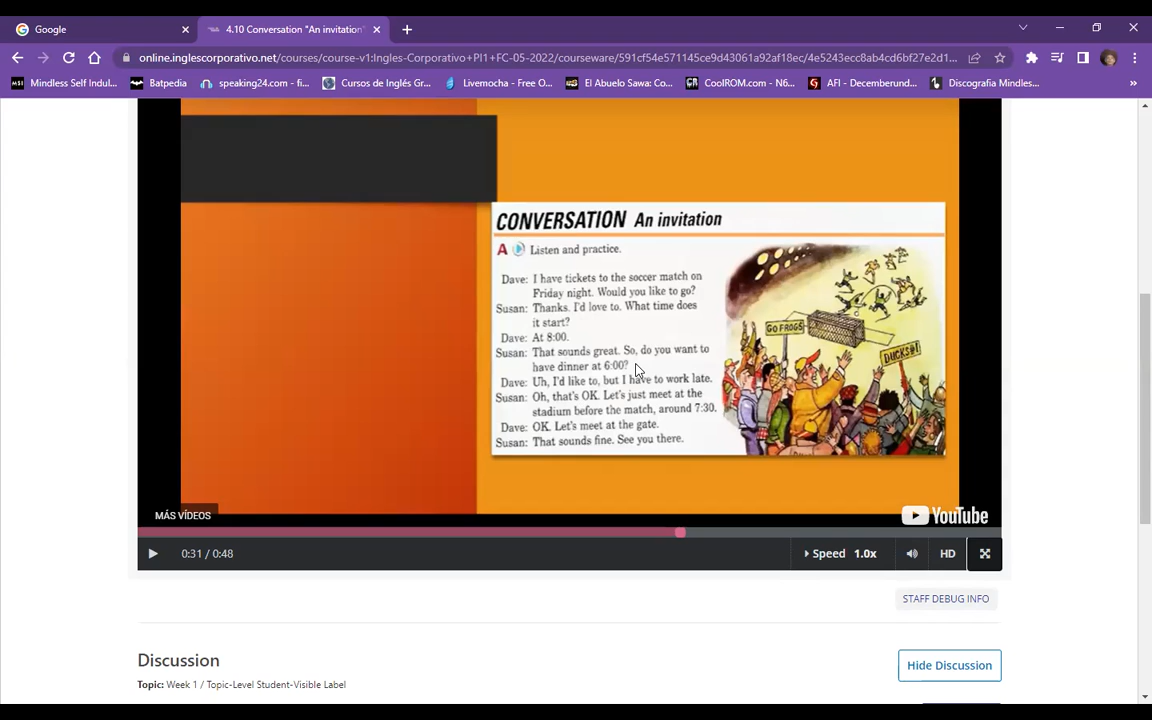 Google
4.10 Conversation "An invitation"
online.inglescorporativo.net/courses/course-v1:Ingles-Corporativo+PI1+FC-05-2022/courseware/591cf54e571145ce9d43061a92af18ec/4e5243ecc8ab4cd6bf27e2d1...
Mindless Self Indul... Batpedia speaking24.com - fi... Cursos de Inglés Gr... Livemocha - Free O... El Abuelo Sawa: Co... CoolROM.com - N6... AFI - Decemberund... Discografia Mindles...
CONVERSATION An invitation
A Listen and practice.
Dave: I have tickets to the soccer match on
Friday night. Would you like to go?
Susan: Thanks. I'd love to. What time does
it start?
Dave: At 8:00.
Susan: That sounds great. So, do you want to
have dinner at 6:00?
Dave: Uh, I'd like to, but I have to work late.
Susan: Oh, that's OK. Let's just meet at the
stadium before the match, around 7:30.
Dave: OK. Let's meet at the gate.
Susan: That sounds fine. See you there.
GO FROGS
DUCKS#1
MÁS VÍDEOS
YouTube
0:31 / 0:48
Speed 1.0x
HD
STAFF DEBUG INFO
Discussion
Hide Discussion
Topic: Week 1 / Topic-Level Student-Visible Label